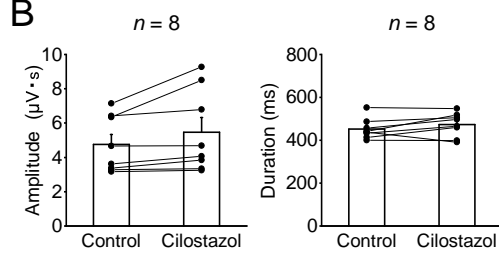 B
n = 8
Amplitude (µV・s)
10
8
6
4
2
0
Control Cilostazol
n = 8
Duration (ms)
800
600
400
200
0
Control Cilostazol